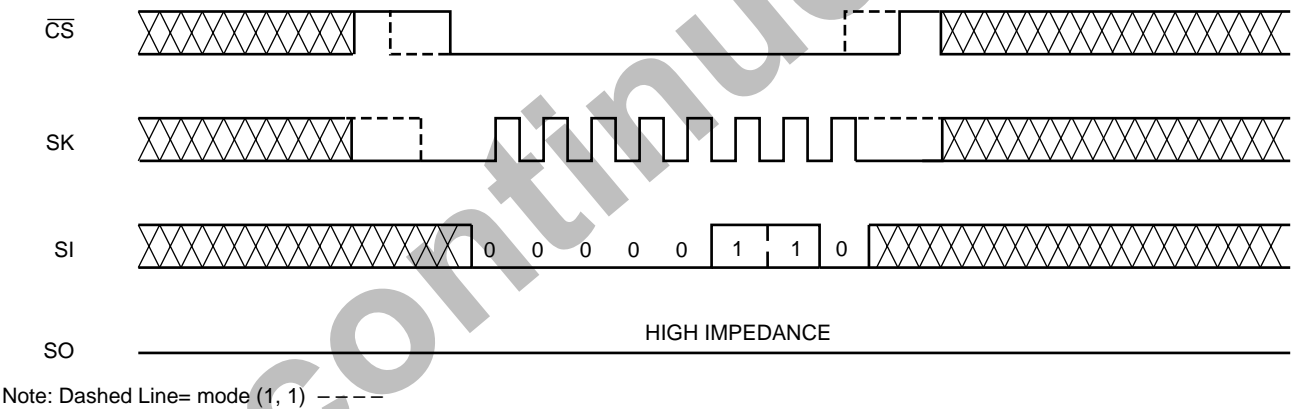 CS
SK
SI
0 0 0 0 0 1 1 0
SO
HIGH IMPEDANCE
Note: Dashed Line= mode (1, 1) – – – –
continu